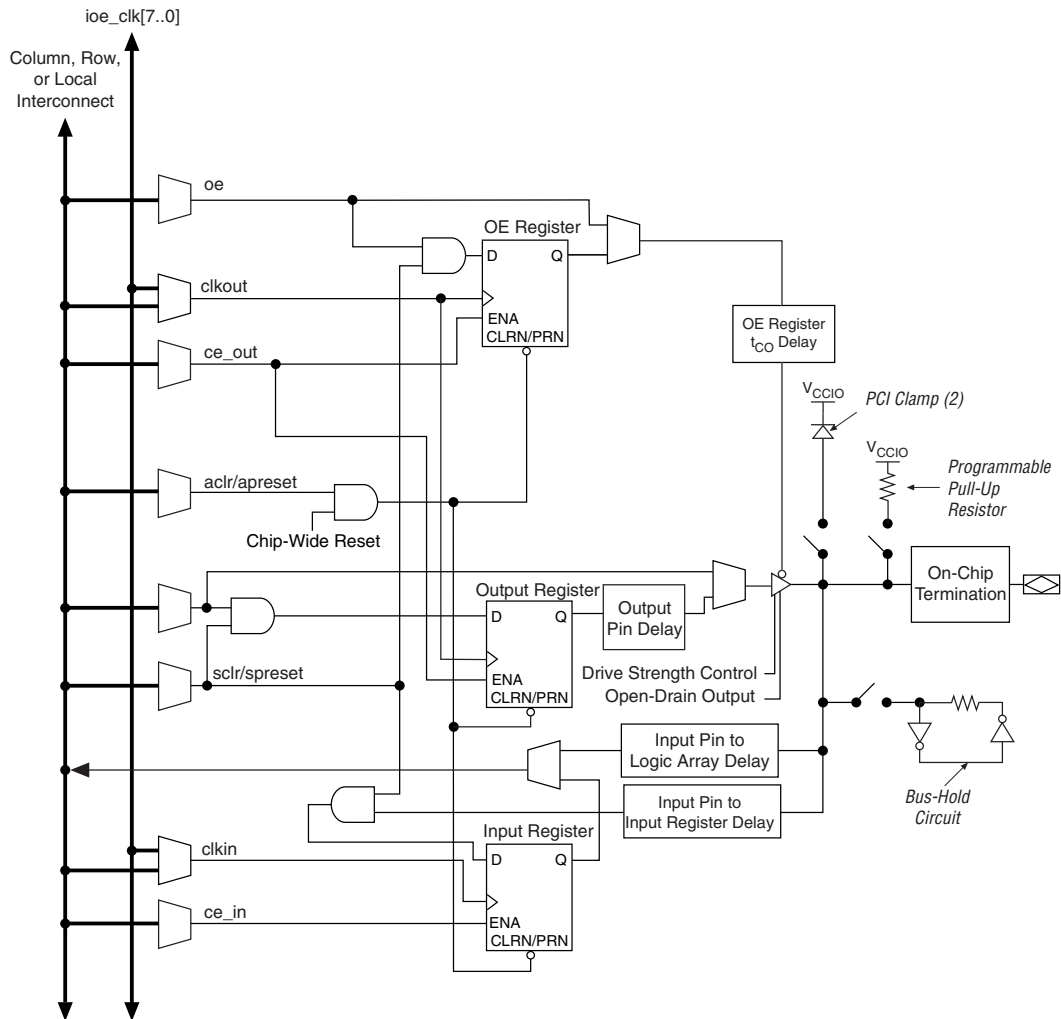 ioe_clk[7..0]
Column, Row,
or Local
Interconnect
oe
OE Register
D
Q
clkout
ENA
CLRN/PRN
ce_out
OE Register
tCO Delay
VCCIO
PCI Clamp (2)
VCCIO
Programmable
Pull-Up
Resistor
aclr/apreset
Chip-Wide Reset
On-Chip
Termination
Output Register
D
Q
Output
Pin Delay
ENA
CLRN/PRN
sclr/spreset
Drive Strength Control
Open-Drain Output
Input Pin to
Logic Array Delay
Input Pin to
Input Register Delay
Bus-Hold
Circuit
Input Register
D
Q
clkin
ENA
CLRN/PRN
ce_in